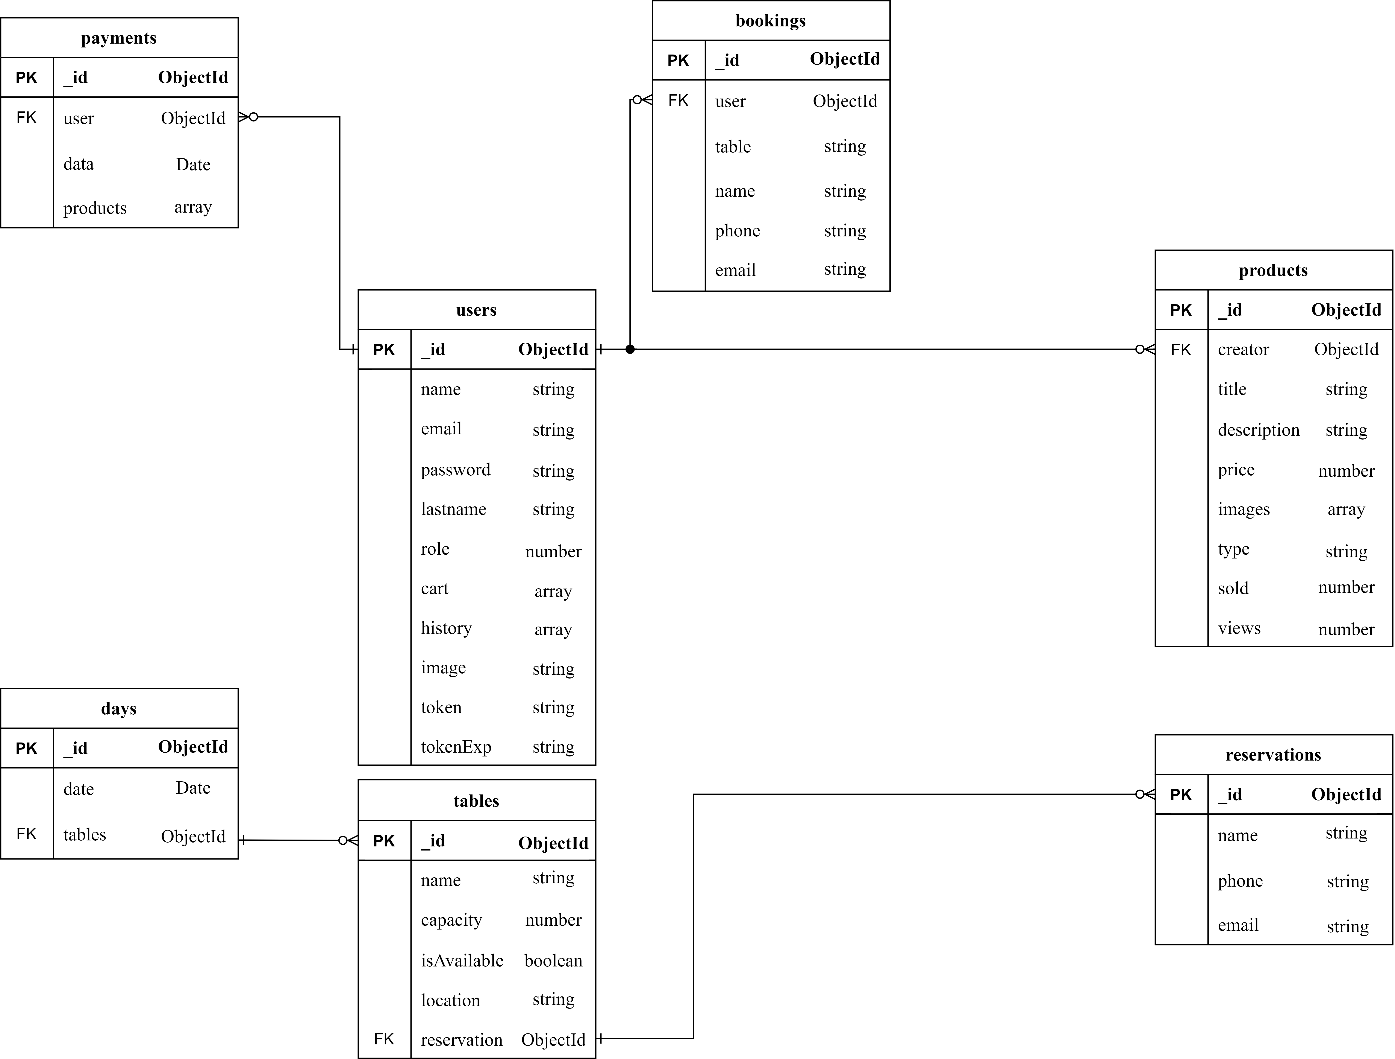 payments
PK _id ObjectId
FK user ObjectId
data Date
products array
bookings
PK _id ObjectId
FK user ObjectId
table string
name string
phone string
email string
users
PK _id ObjectId
name string
email string
password string
lastname string
role number
cart array
history array
image string
token string
tokenExp string
products
PK _id ObjectId
FK creator ObjectId
title string
description string
price number
images array
type string
sold number
views number
days
PK _id ObjectId
date Date
FK tables ObjectId
tables
PK _id ObjectId
name string
capacity number
isAvailable boolean
location string
FK reservation ObjectId
reservations
PK _id ObjectId
name string
phone string
email string